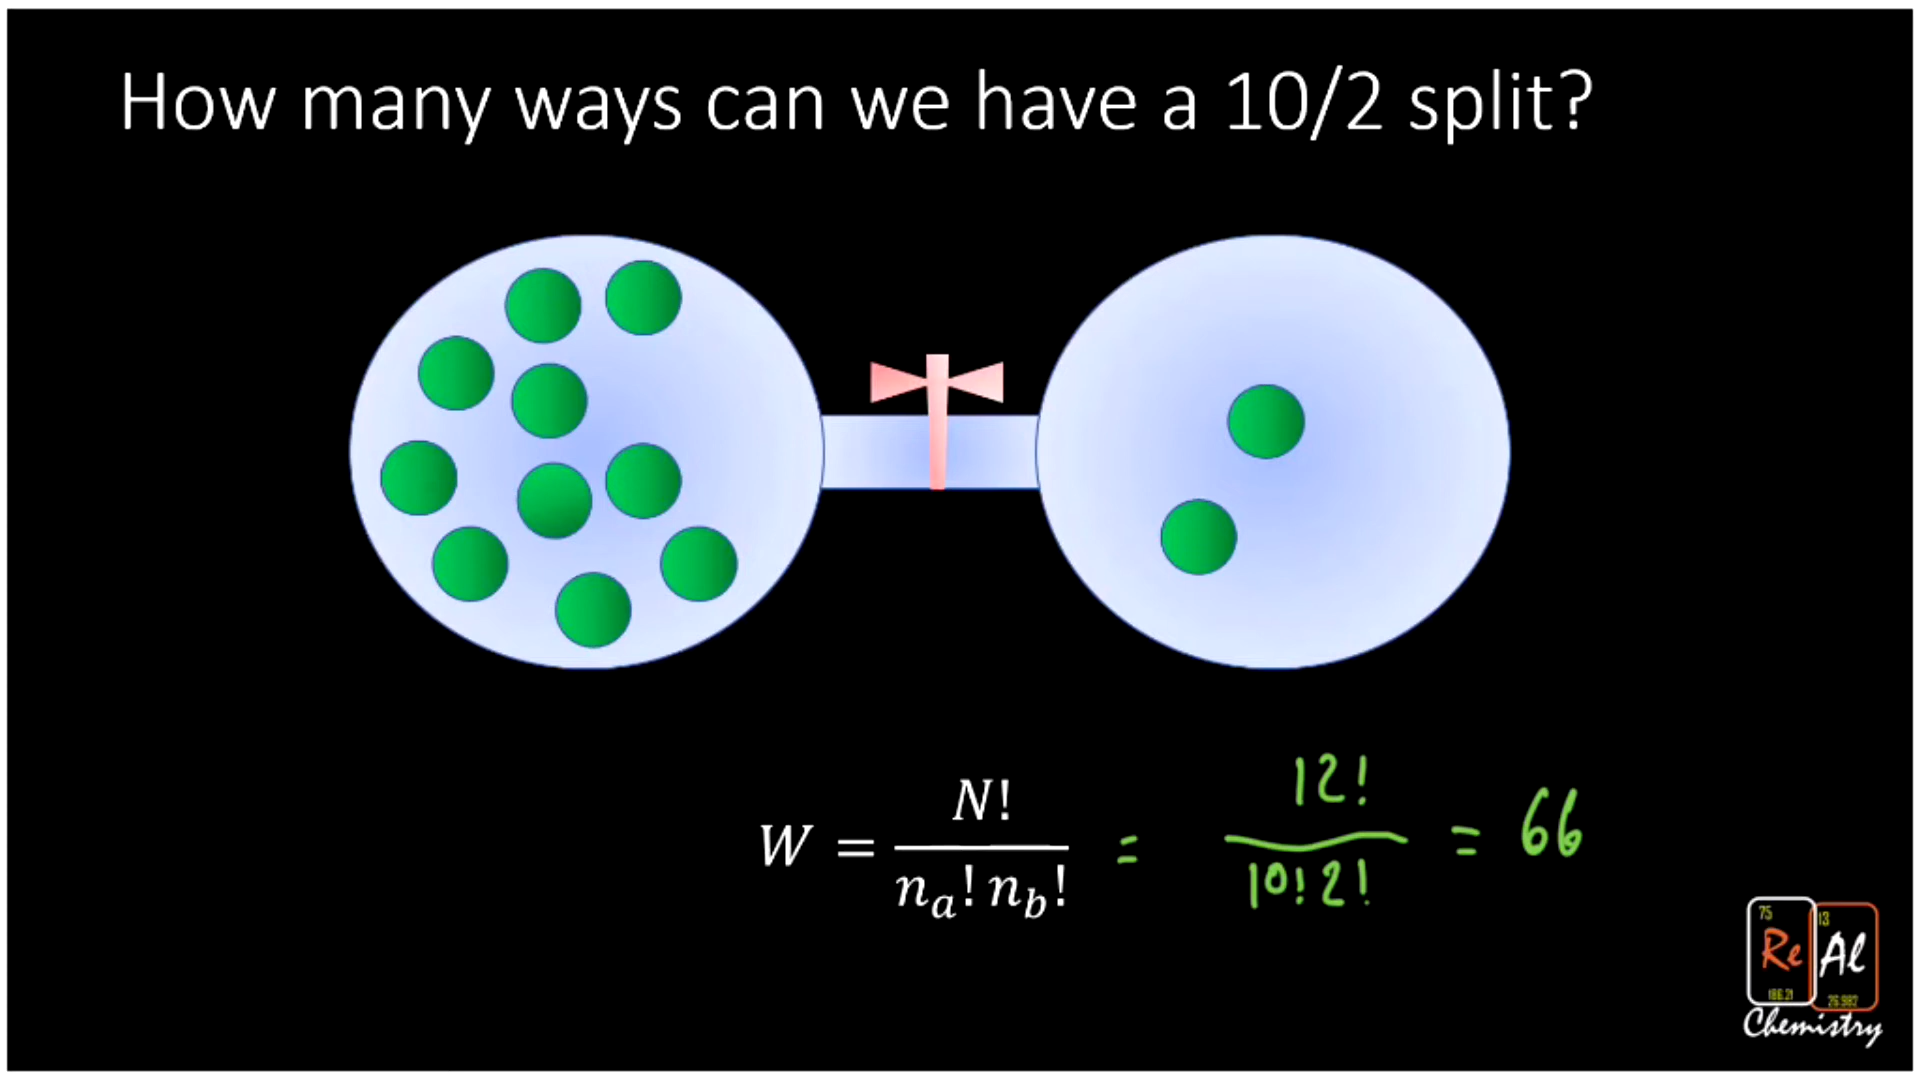 How many ways can we have a 10/2 split?
W = N! / n_a! n_b! = 12! / 10! 2! = 66
75 13
Re Al
186.21 26.982
Chemistry